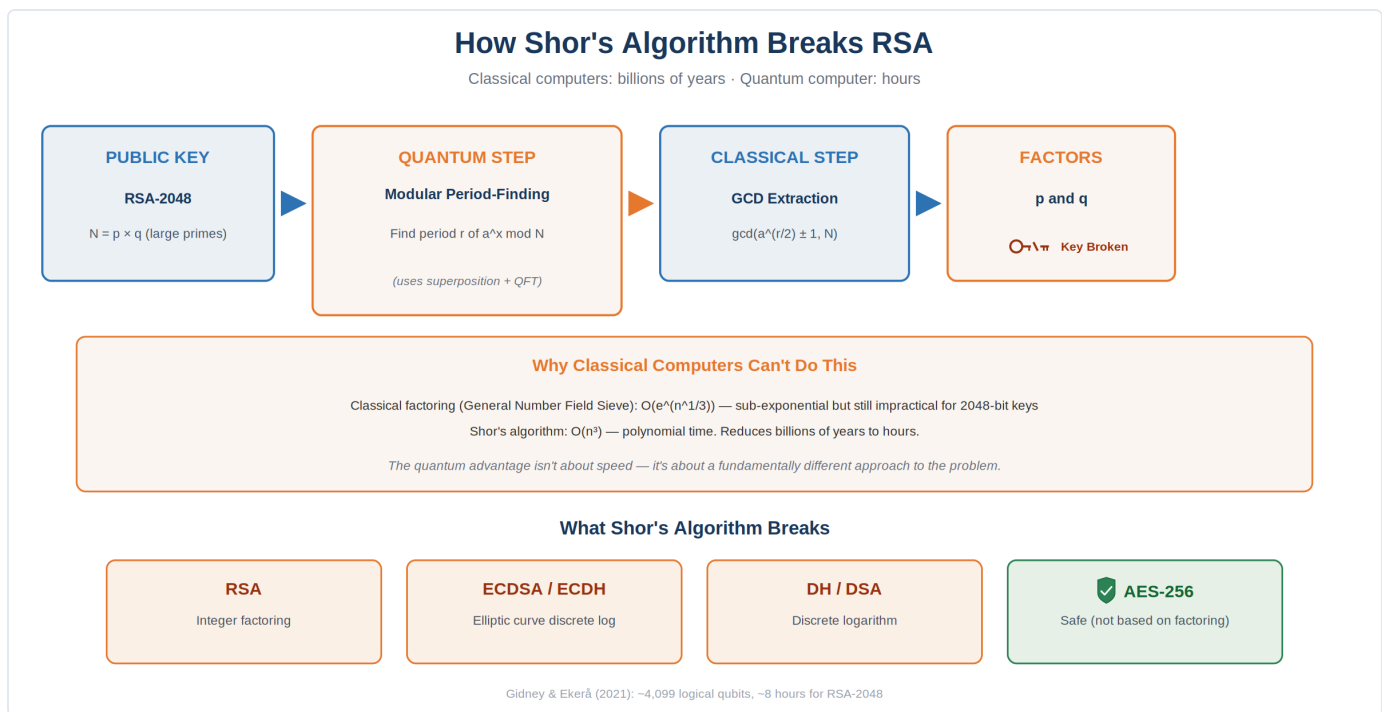 How Shor's Algorithm Breaks RSA
Classical computers: billions of years · Quantum computer: hours
PUBLIC KEY
RSA-2048
N = p × q (large primes)
QUANTUM STEP
Modular Period-Finding
Find period r of a^x mod N
(uses superposition + QFT)
CLASSICAL STEP
GCD Extraction
gcd(a^(r/2) ± 1, N)
FACTORS
p and q
Key Broken
Why Classical Computers Can't Do This
Classical factoring (General Number Field Sieve): O(e^(n^1/3)) — sub-exponential but still impractical for 2048-bit keys
Shor's algorithm: O(n³) — polynomial time. Reduces billions of years to hours.
The quantum advantage isn't about speed — it's about a fundamentally different approach to the problem.
What Shor's Algorithm Breaks
RSA
Integer factoring
ECDSA / ECDH
Elliptic curve discrete log
DH / DSA
Discrete logarithm
AES-256
Safe (not based on factoring)
Gidney & Ekerå (2021): ~4,099 logical qubits, ~8 hours for RSA-2048